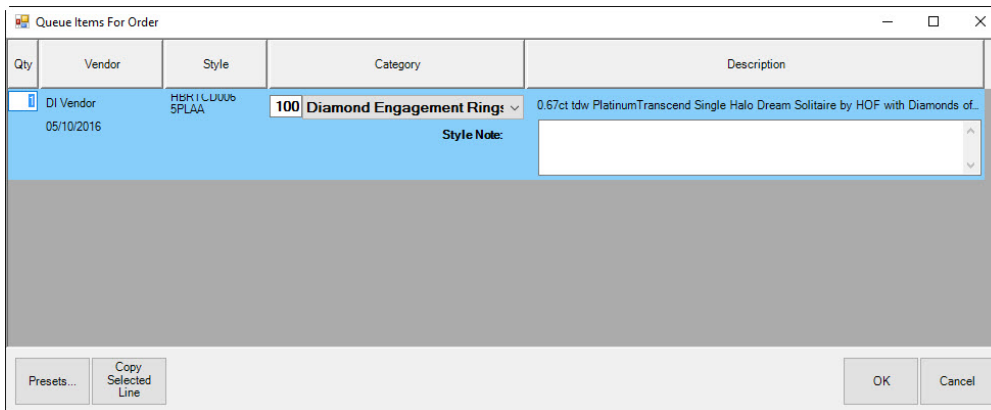 Queue Items For Order
Qty Vendor Style Category Description
1 DI Vendor HBRTCD006 100 Diamond Engagement Rings 0.67ct tdw PlatinumTranscend Single Halo Dream Solitaire by HOF with Diamonds of...
5PLAA
05/10/2016
Style Note:
Presets... Copy Selected Line OK Cancel